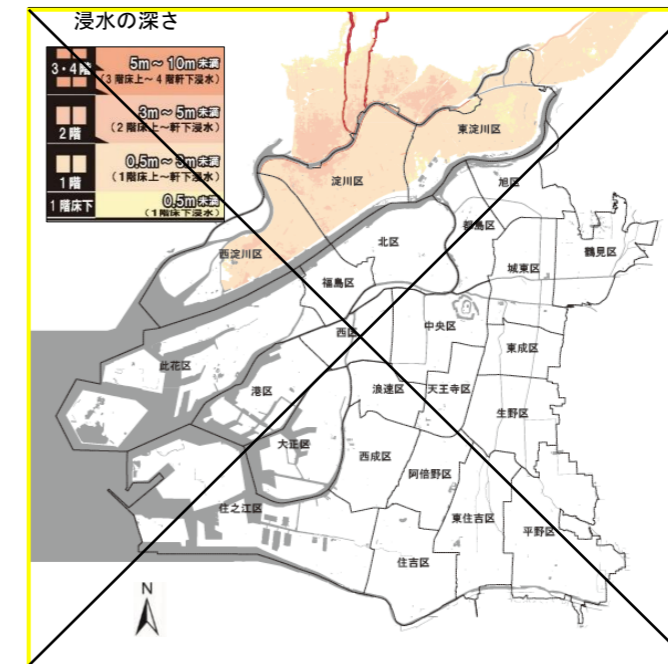 浸水の深さ
3・4階
5m～10m未満
(3階床上～4階軒下浸水)
2階
3m～5m未満
(2階床上～軒下浸水)
1階
0.5m～3m未満
(1階床上～軒下浸水)
1階床下
0.5m未満
(1階床下浸水)
東淀川区
淀川区
旭区
都島区
北区
鶴見区
西淀川区
城東区
福島区
中央区
西区
東成区
此花区
港区
浪速区
天王寺区
生野区
大正区
西成区
阿倍野区
住之江区
東住吉区
平野区
住吉区
N